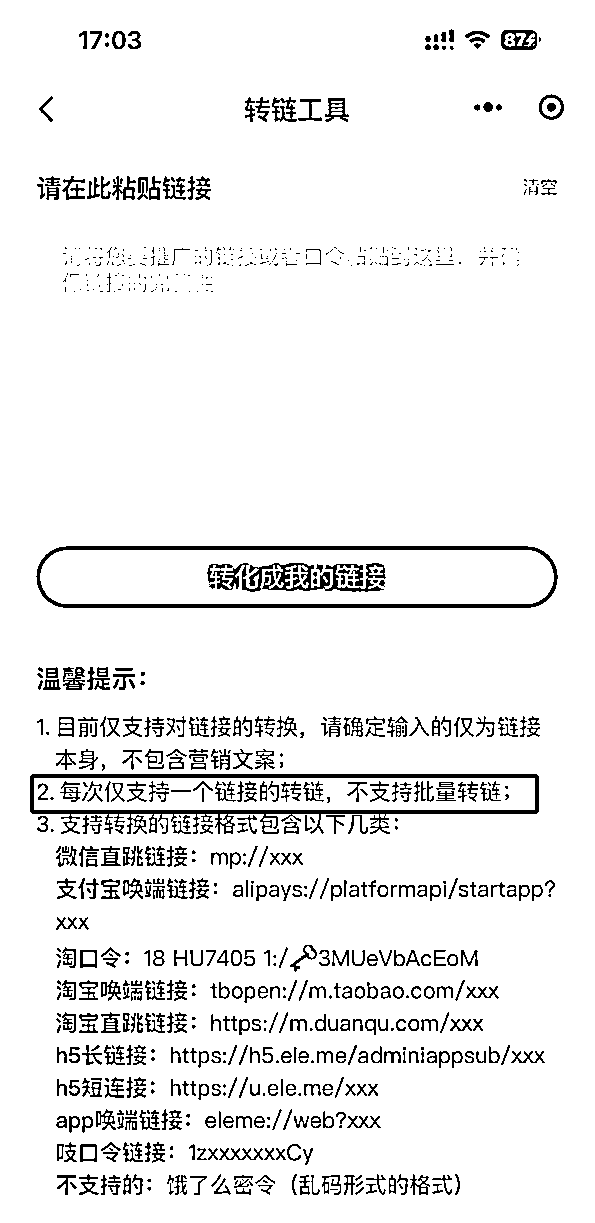 17:03
87
转链工具
请在此粘贴链接
清空
请将您要推广的链接或者口令粘贴到这里，并确
保链接的完整性
转化成我的链接
温馨提示：
1. 目前仅支持对链接的转换，请确定输入的仅为链接
本身，不包含营销文案；
2. 每次仅支持一个链接的转链，不支持批量转链；
3. 支持转换的链接格式包含以下几类：
微信直跳链接：mp://xxx
支付宝唤端链接：alipays://platformapi/startapp?
xxx
淘口令：18 HU7405 1:/🗝3MUeVbAcEoM
淘宝唤端链接：tbopen://m.taobao.com/xxx
淘宝直跳链接：https://m.duanqu.com/xxx
h5长链接：https://h5.ele.me/adminiappsub/xxx
h5短连接：https://u.ele.me/xxx
app唤端链接：eleme://web?xxx
吱口令链接：1zxxxxxxxCy
不支持的：饿了么密令（乱码形式的格式）